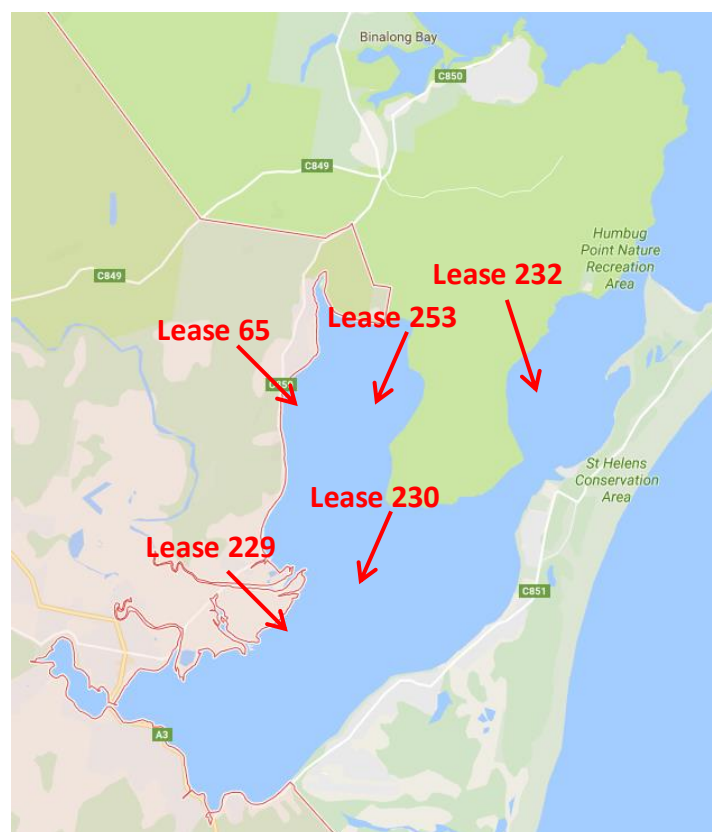 Binalong Bay
C850
C849
Humbug
Point Nature
Recreation
Area
C849
Lease 232
Lease 253
Lease 65
C850
St Helens
Conservation
Area
Lease 230
Lease 229
C851
A3